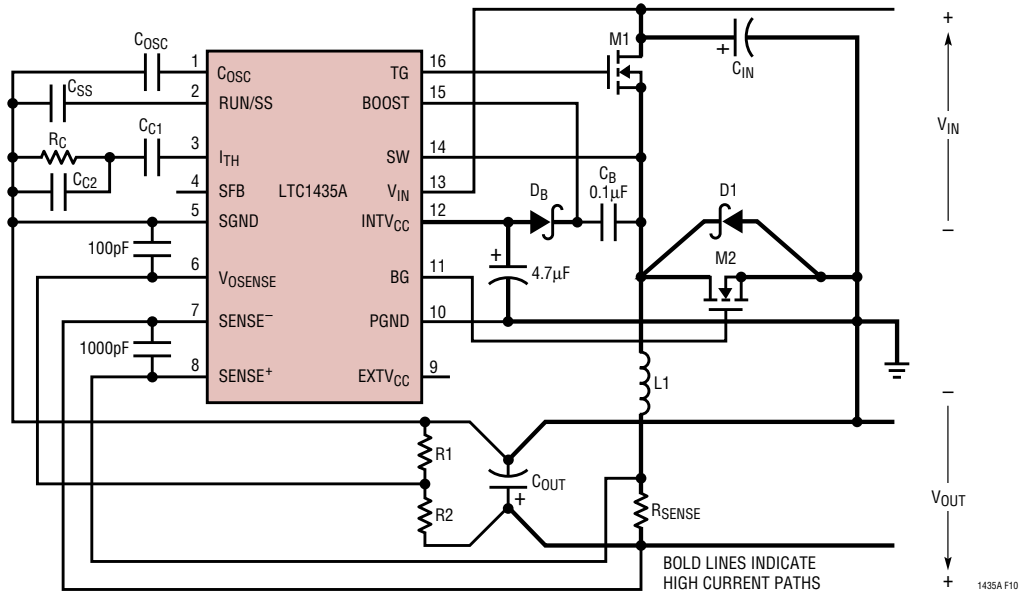 COSC
1
COSC
CSS
2
RUN/SS
RC
CC1
3
ITH
CC2
4
SFB
5
SGND
100pF
6
VOSENSE
7
SENSE–
1000pF
8
SENSE+
LTC1435A
TG
16
BOOST
15
SW
14
VIN
13
INTVCC
12
BG
11
PGND
10
EXTVCC
9
M1
+
CIN
DB
CB
0.1µF
+
4.7µF
D1
M2
L1
R1
R2
COUT
+
RSENSE
+
VIN
–
–
VOUT
+
BOLD LINES INDICATE
HIGH CURRENT PATHS
1435A F10